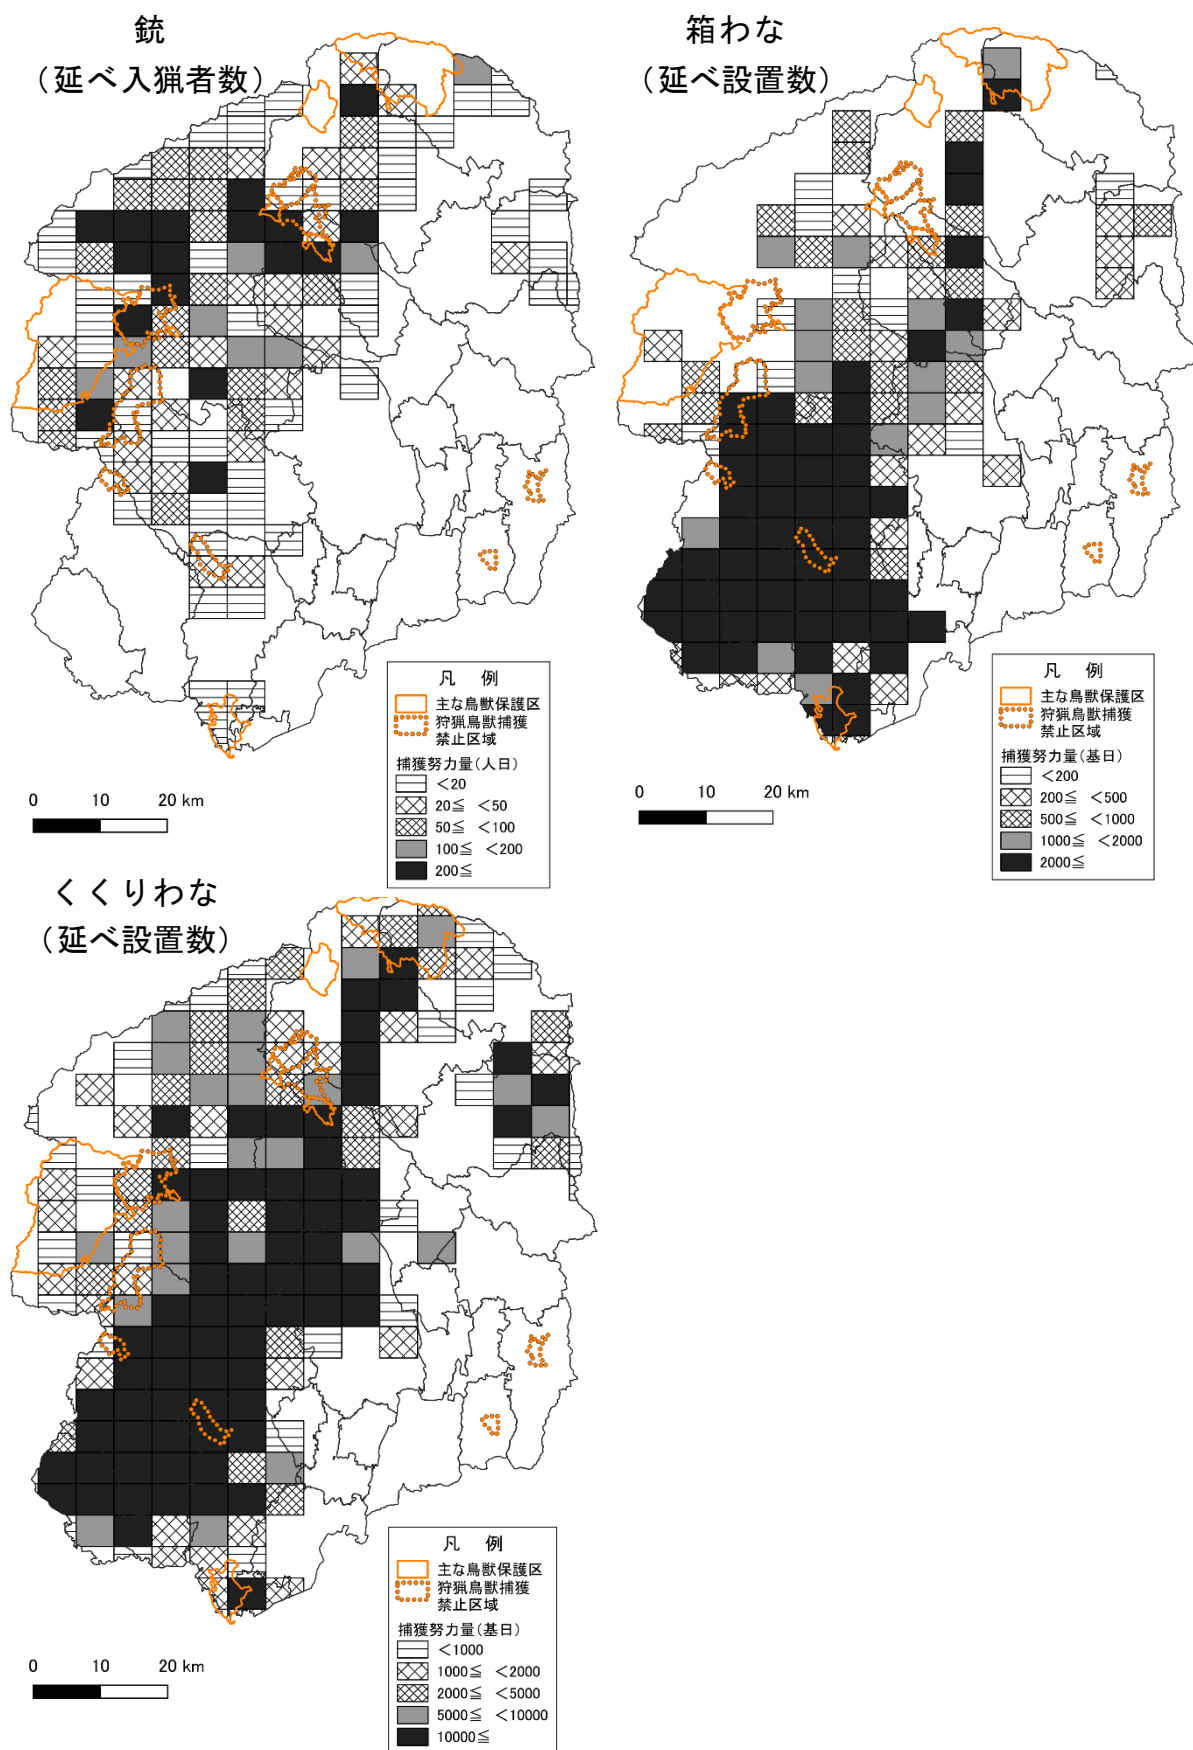 銃
（延べ入猟者数）
凡 例
主な鳥獣保護区
狩猟鳥獣捕獲
禁止区域
捕獲努力量（人日）
＜20
20≦ ＜50
50≦ ＜100
100≦ ＜200
200≦
0 10 20 km
箱わな
（延べ設置数）
凡 例
主な鳥獣保護区
狩猟鳥獣捕獲
禁止区域
捕獲努力量（基日）
＜200
200≦ ＜500
500≦ ＜1000
1000≦ ＜2000
2000≦
0 10 20 km
くくりわな
（延べ設置数）
凡 例
主な鳥獣保護区
狩猟鳥獣捕獲
禁止区域
捕獲努力量（基日）
＜1000
1000≦ ＜2000
2000≦ ＜5000
5000≦ ＜10000
10000≦
0 10 20 km